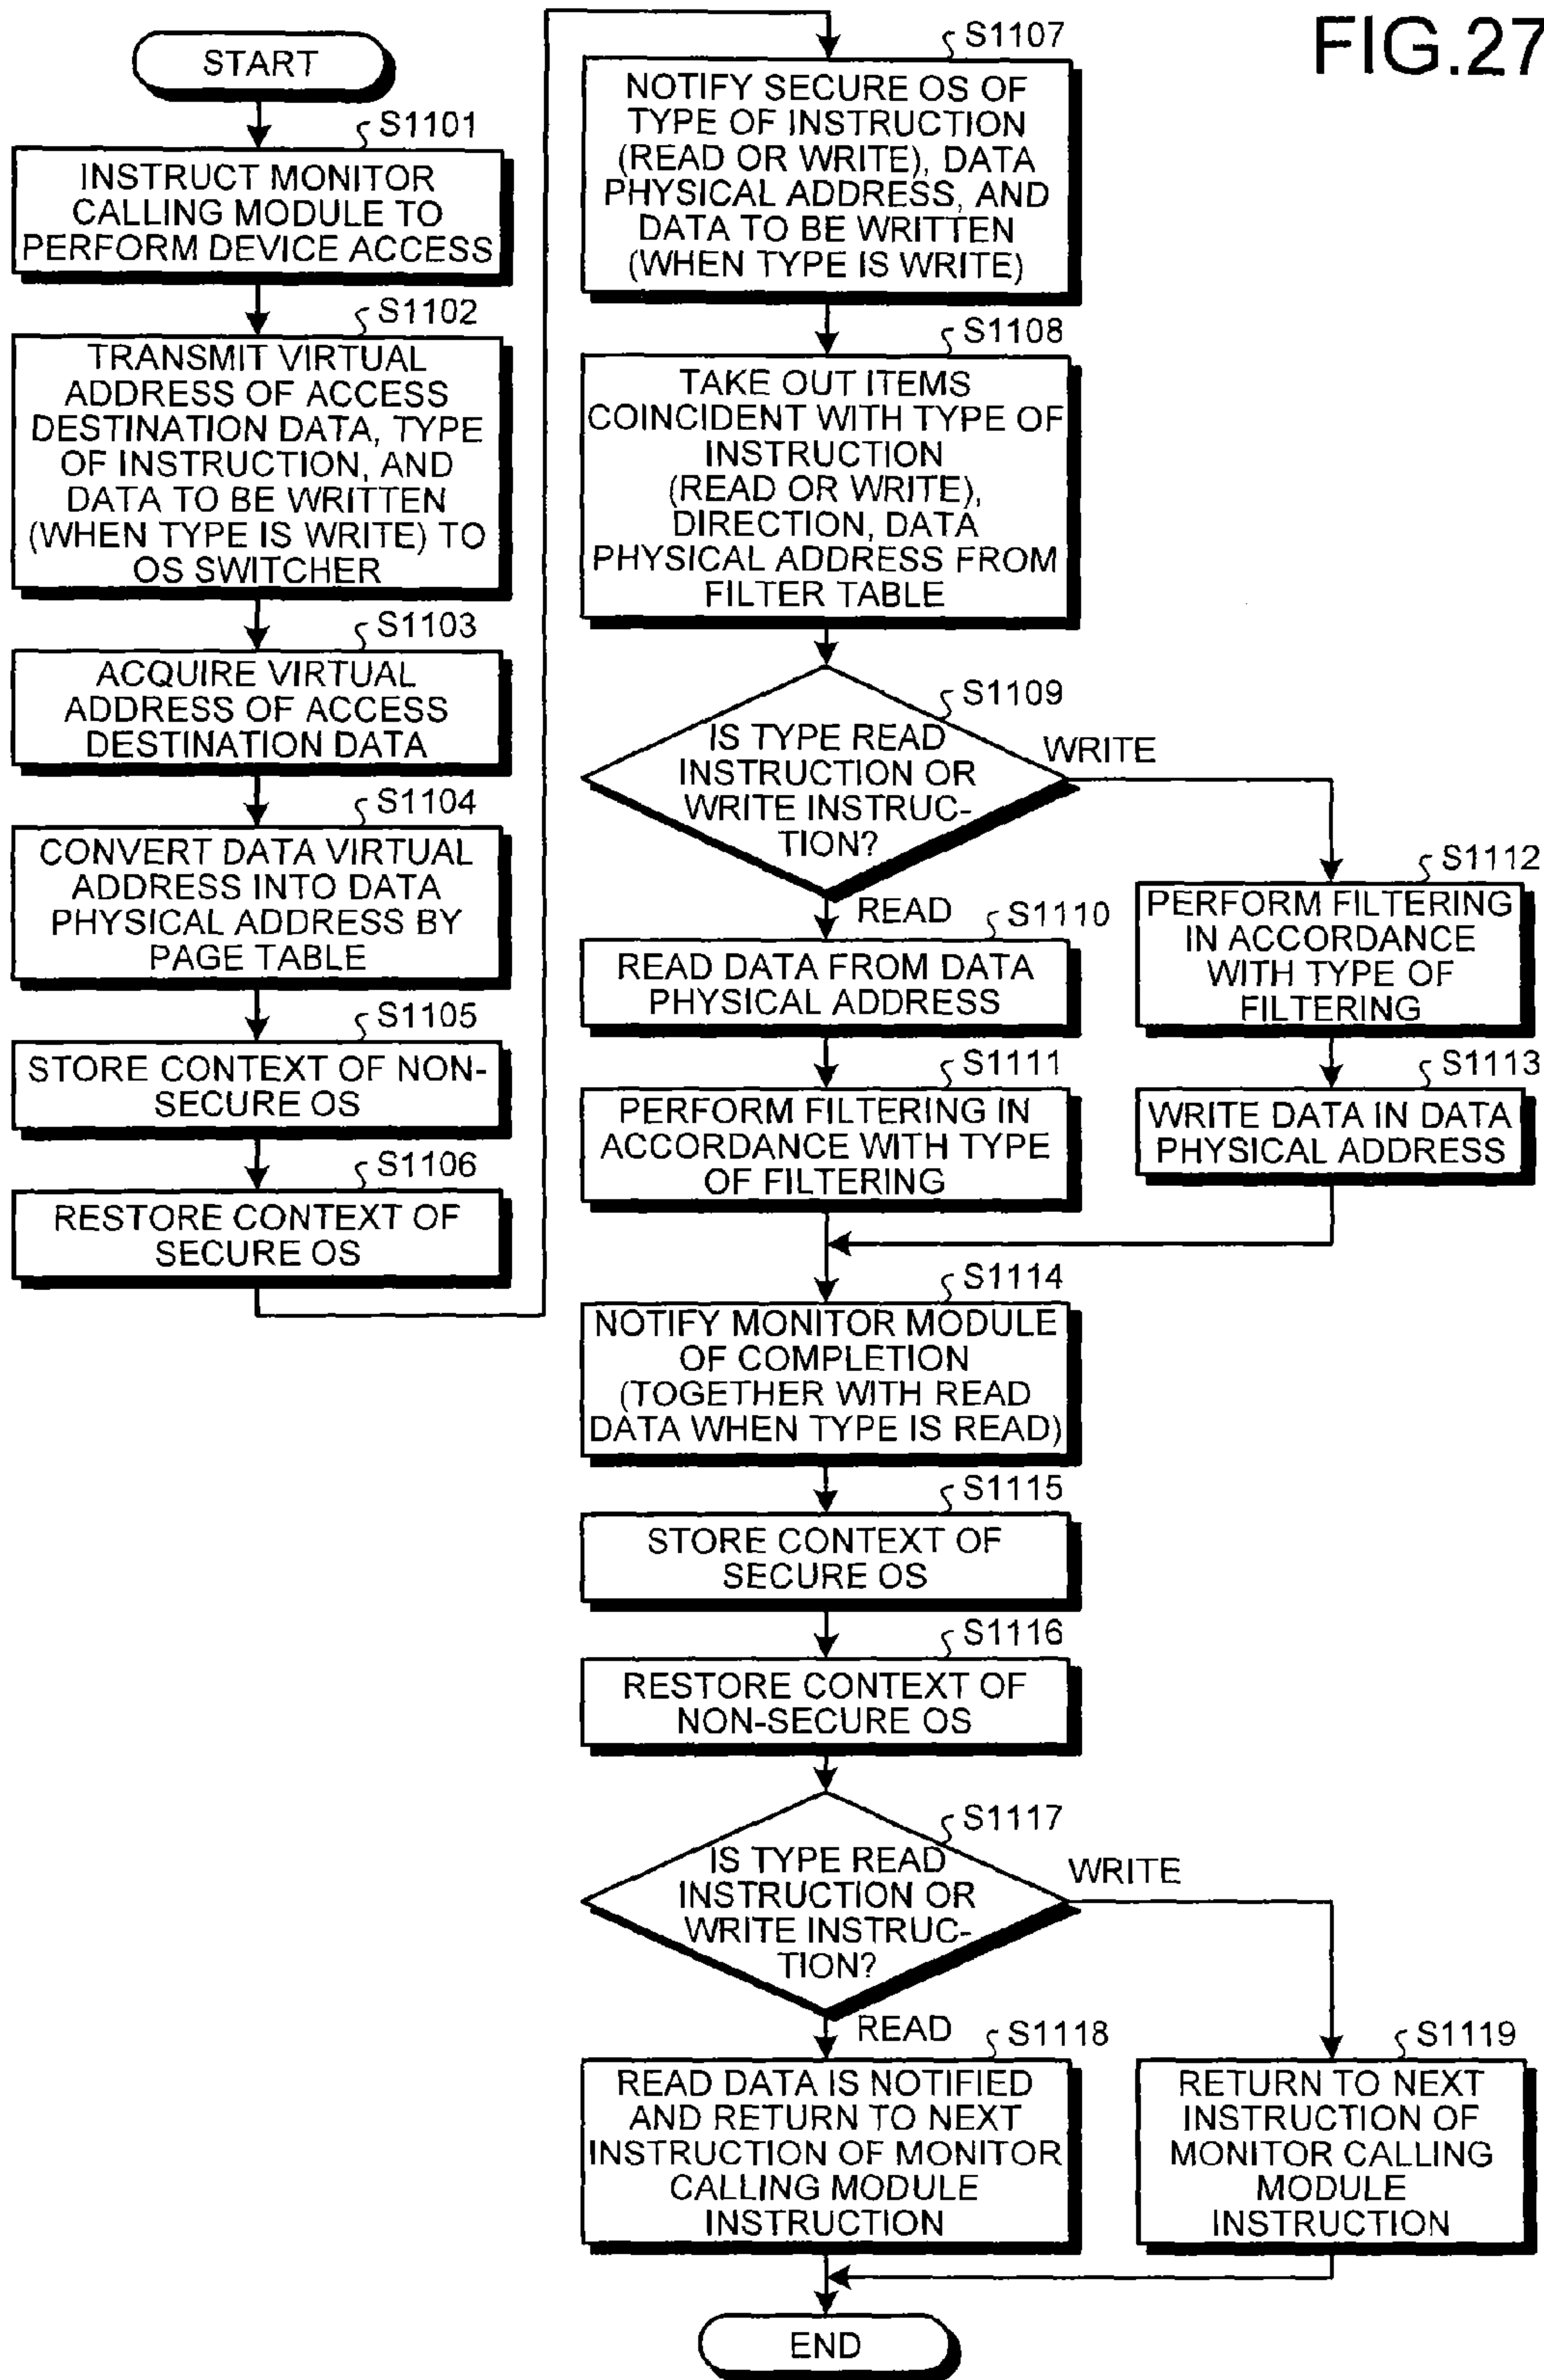 FIG.27
START
S1101
INSTRUCT MONITOR
CALLING MODULE TO
PERFORM DEVICE ACCESS
S1102
TRANSMIT VIRTUAL
ADDRESS OF ACCESS
DESTINATION DATA, TYPE
OF INSTRUCTION, AND
DATA TO BE WRITTEN
(WHEN TYPE IS WRITE) TO
OS SWITCHER
S1103
ACQUIRE VIRTUAL
ADDRESS OF ACCESS
DESTINATION DATA
S1104
CONVERT DATA VIRTUAL
ADDRESS INTO DATA
PHYSICAL ADDRESS BY
PAGE TABLE
S1105
STORE CONTEXT OF NON-
SECURE OS
S1106
RESTORE CONTEXT OF
SECURE OS
S1107
NOTIFY SECURE OS OF
TYPE OF INSTRUCTION
(READ OR WRITE), DATA
PHYSICAL ADDRESS, AND
DATA TO BE WRITTEN
(WHEN TYPE IS WRITE)
S1108
TAKE OUT ITEMS
COINCIDENT WITH TYPE OF
INSTRUCTION
(READ OR WRITE),
DIRECTION, DATA
PHYSICAL ADDRESS FROM
FILTER TABLE
S1109
IS TYPE READ
INSTRUCTION OR
WRITE INSTRUC-
TION?
WRITE
READ
S1110
READ DATA FROM DATA
PHYSICAL ADDRESS
S1111
PERFORM FILTERING IN
ACCORDANCE WITH TYPE
OF FILTERING
S1112
PERFORM FILTERING
IN ACCORDANCE
WITH TYPE OF
FILTERING
S1113
WRITE DATA IN DATA
PHYSICAL ADDRESS
S1114
NOTIFY MONITOR MODULE
OF COMPLETION
(TOGETHER WITH READ
DATA WHEN TYPE IS READ)
S1115
STORE CONTEXT OF
SECURE OS
S1116
RESTORE CONTEXT OF
NON-SECURE OS
S1117
IS TYPE READ
INSTRUCTION OR
WRITE INSTRUC-
TION?
WRITE
READ
S1118
READ DATA IS NOTIFIED
AND RETURN TO NEXT
INSTRUCTION OF MONITOR
CALLING MODULE
INSTRUCTION
S1119
RETURN TO NEXT
INSTRUCTION OF
MONITOR CALLING
MODULE
INSTRUCTION
END